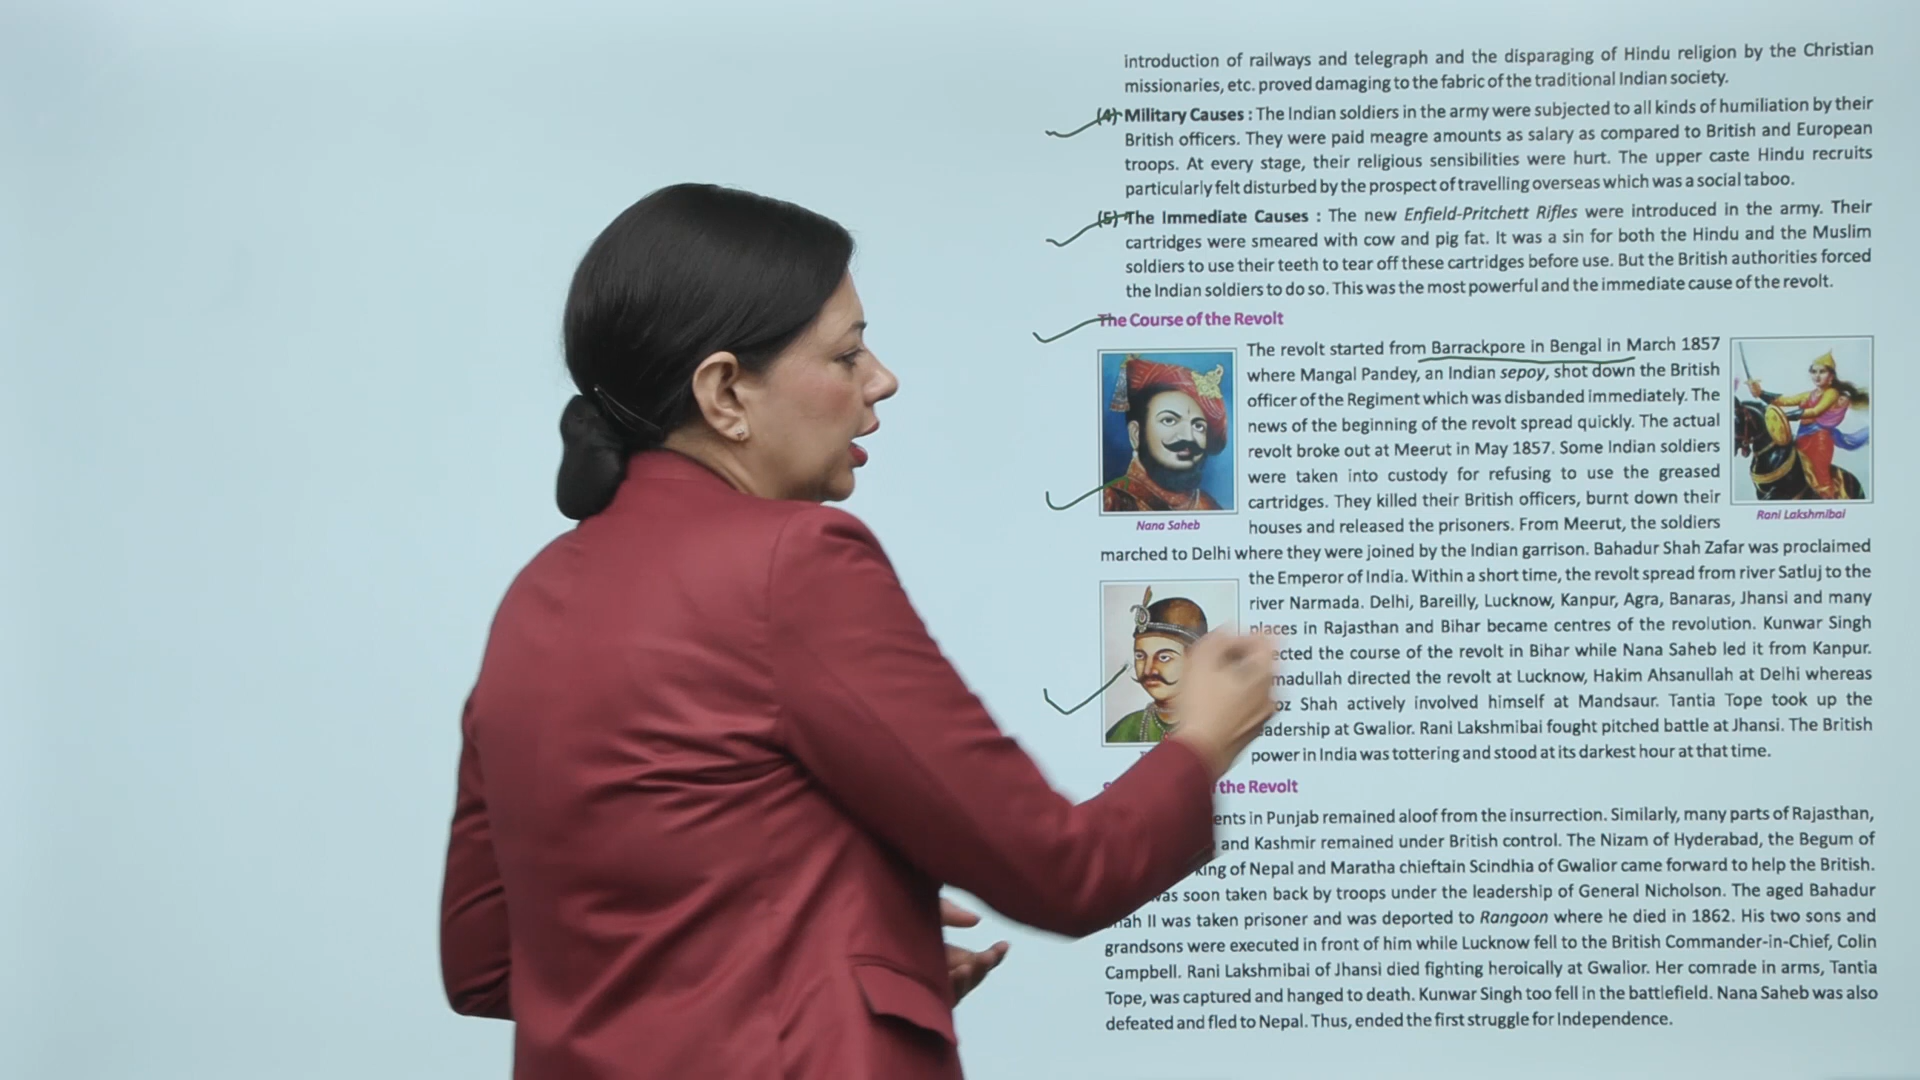 introduction of railways and telegraph and the disparaging of Hindu religion by the Christian
missionaries, etc. proved damaging to the fabric of the traditional Indian society.
(4) Military Causes : The Indian soldiers in the army were subjected to all kinds of humiliation by their
British officers. They were paid meagre amounts as salary as compared to British and European
troops. At every stage, their religious sensibilities were hurt. The upper caste Hindu recruits
particularly felt disturbed by the prospect of travelling overseas which was a social taboo.
(5) The Immediate Causes : The new Enfield-Pritchett Rifles were introduced in the army. Their
cartridges were smeared with cow and pig fat. It was a sin for both the Hindu and the Muslim
soldiers to use their teeth to tear off these cartridges before use. But the British authorities forced
the Indian soldiers to do so. This was the most powerful and the immediate cause of the revolt.
The Course of the Revolt
The revolt started from Barrackpore in Bengal in March 1857
where Mangal Pandey, an Indian sepoy, shot down the British
officer of the Regiment which was disbanded immediately. The
news of the beginning of the revolt spread quickly. The actual
revolt broke out at Meerut in May 1857. Some Indian soldiers
were taken into custody for refusing to use the greased
cartridges. They killed their British officers, burnt down their
houses and released the prisoners. From Meerut, the soldiers
Nana Saheb
Rani Lakshmibai
marched to Delhi where they were joined by the Indian garrison. Bahadur Shah Zafar was proclaimed
the Emperor of India. Within a short time, the revolt spread from river Satluj to the
river Narmada. Delhi, Bareilly, Lucknow, Kanpur, Agra, Banaras, Jhansi and many
places in Rajasthan and Bihar became centres of the revolution. Kunwar Singh
the course of the revolt in Bihar while Nana Saheb led it from Kanpur.
directed the revolt at Lucknow, Hakim Ahsanullah at Delhi whereas
Shah actively involved himself at Mandsaur. Tantia Tope took up the
at Gwalior. Rani Lakshmibai fought pitched battle at Jhansi. The British
power in India was tottering and stood at its darkest hour at that time.
the Revolt
in Punjab remained aloof from the insurrection. Similarly, many parts of Rajasthan,
and Kashmir remained under British control. The Nizam of Hyderabad, the Begum of
of Nepal and Maratha chieftain Scindhia of Gwalior came forward to help the British.
was soon taken back by troops under the leadership of General Nicholson. The aged Bahadur
II was taken prisoner and was deported to Rangoon where he died in 1862. His two sons and
grandsons were executed in front of him while Lucknow fell to the British Commander-in-Chief, Colin
Campbell. Rani Lakshmibai of Jhansi died fighting heroically at Gwalior. Her comrade in arms, Tantia
Tope, was captured and hanged to death. Kunwar Singh too fell in the battlefield. Nana Saheb was also
defeated and fled to Nepal. Thus, ended the first struggle for Independence.